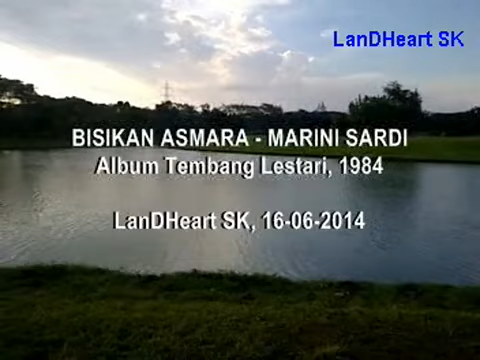 LanDHeart SK
BISIKAN ASMARA - MARINI SARDI
Album Tembang Lestari, 1984
LanDHeart SK, 16-06-2014